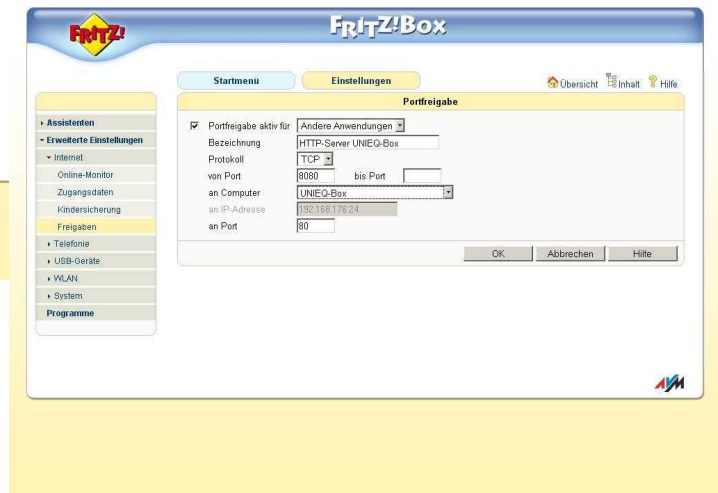 FRITZ!
FRITZ!Box
Startmenü
Einstellungen
Übersicht
Inhalt
Hilfe
Portfreigabe
Assistenten
Erweiterte Einstellungen
Internet
Online-Monitor
Zugangsdaten
Kindersicherung
Freigaben
Telefonie
USB-Geräte
WLAN
System
Programme
Portfreigabe aktiv für Andere Anwendungen
Bezeichnung HTTP-Server UNIEQ-Box
Protokoll TCP
von Port 8080 bis Port
an Computer UNIEQ-Box
an IP-Adresse 192.168.178.24
an Port 80
OK Abbrechen Hilfe
AVM